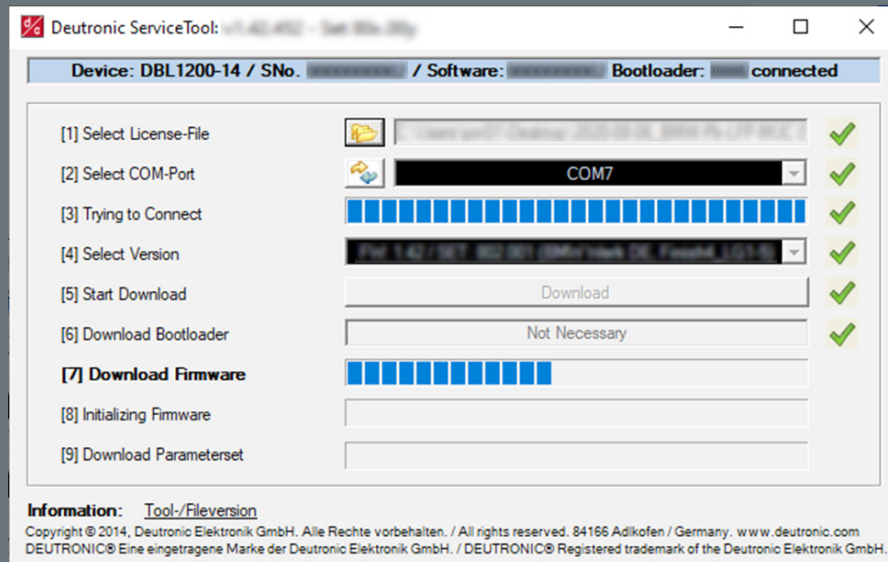 Deutronic ServiceTool:
Device: DBL1200-14 / SNo. / Software: Bootloader: connected
[1] Select License-File
[2] Select COM-Port COM7
[3] Trying to Connect
[4] Select Version
[5] Start Download Download
[6] Download Bootloader Not Necessary
[7] Download Firmware
[8] Initializing Firmware
[9] Download Parameterset
Information: Tool-/Fileversion
Copyright © 2014, Deutronic Elektronik GmbH. Alle Rechte vorbehalten. / All rights reserved. 84166 Adlkofen / Germany. www.deutronic.com
DEUTRONIC® Eine eingetragene Marke der Deutronic Elektronik GmbH. / DEUTRONIC® Registered trademark of the Deutronic Elektronik GmbH.